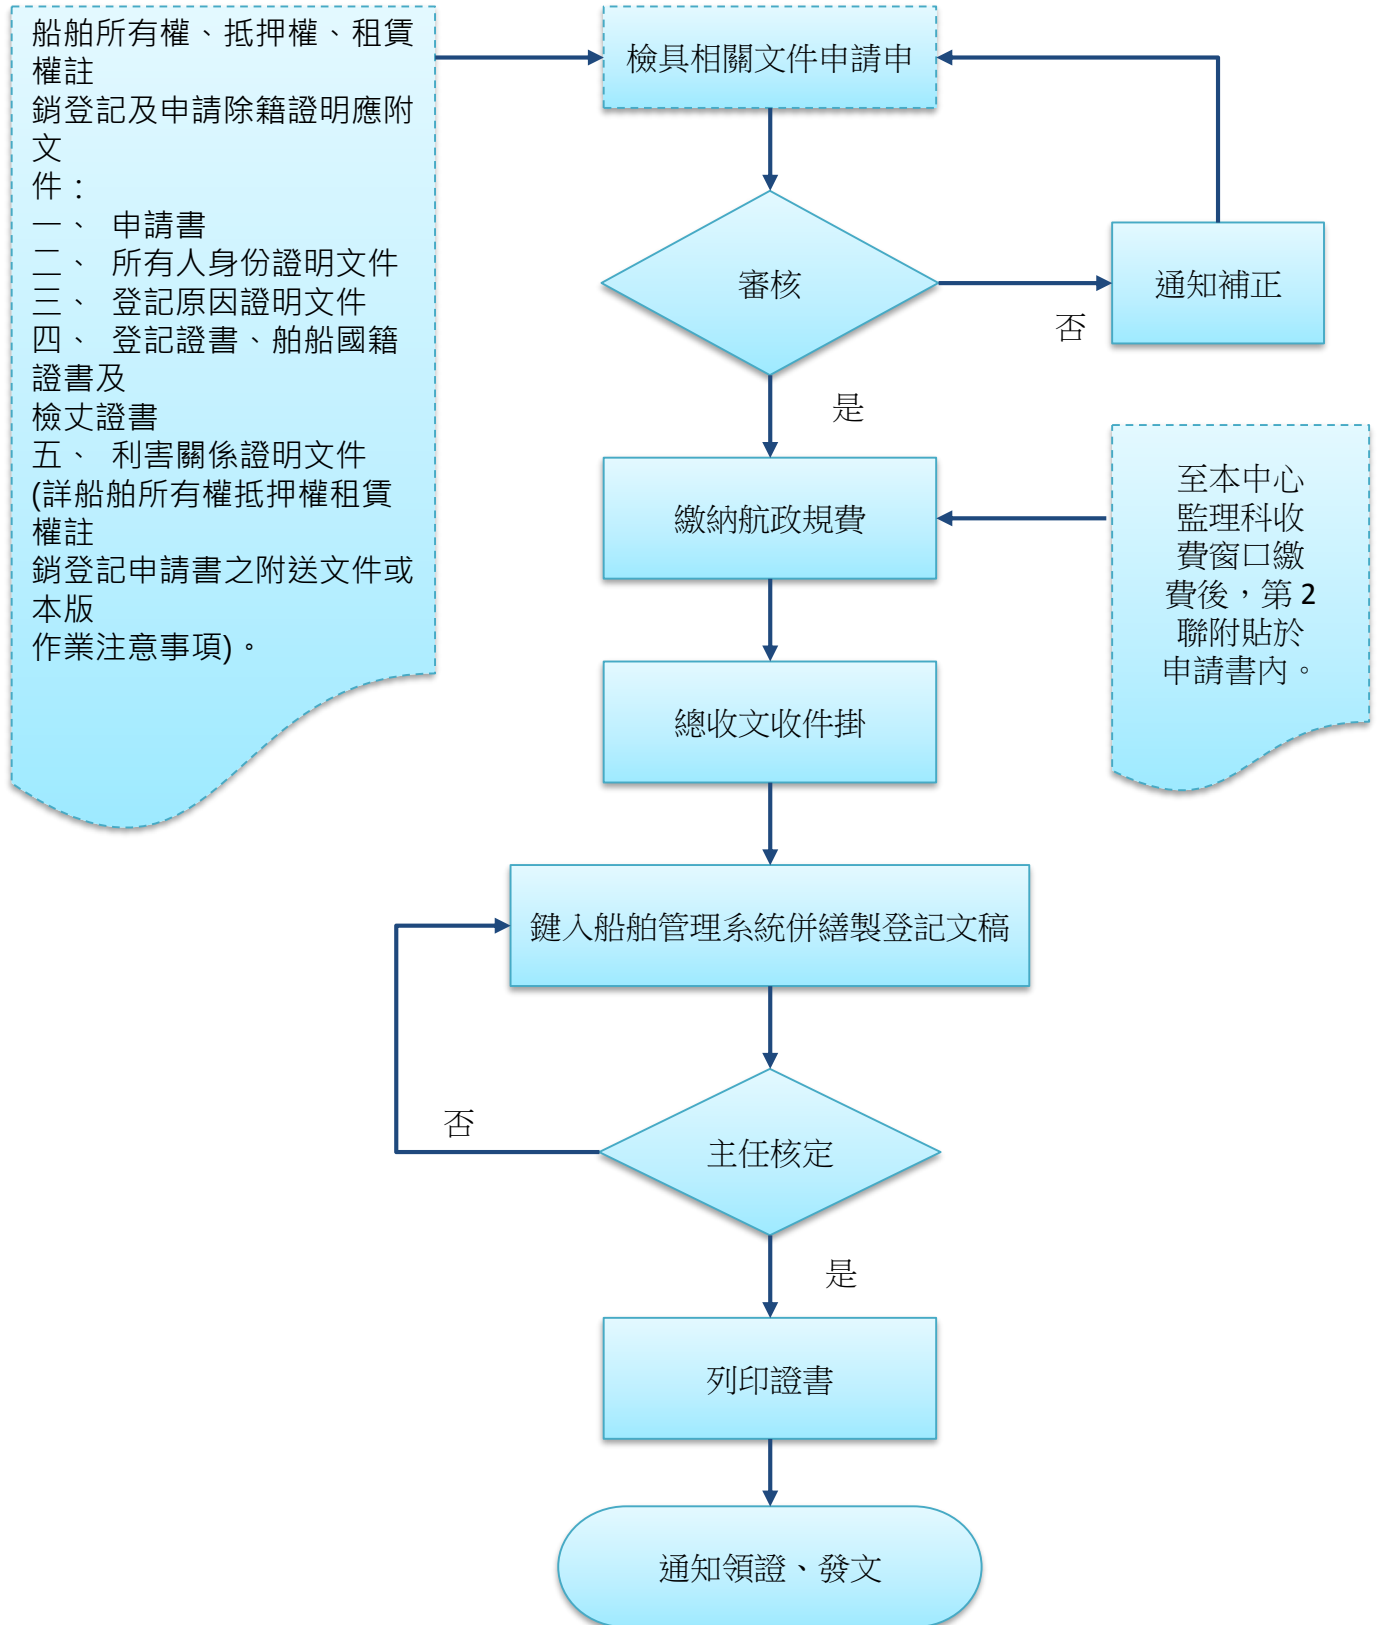 船舶所有權、抵押權、租賃
權註
銷登記及申請除籍證明應附
文
件：
一、 申請書
二、 所有人身份證明文件
三、 登記原因證明文件
四、 登記證書、舶船國籍
證書及
檢丈證書
五、 利害關係證明文件
(詳船舶所有權抵押權租賃
權註
銷登記申請書之附送文件或
本版
作業注意事項)。
檢具相關文件申請申
審核
否
通知補正
是
繳納航政規費
至本中心
監理科收
費窗口繳
費後，第 2
聯附貼於
申請書內。
總收文收件掛
鍵入船舶管理系統併繕製登記文稿
否
主任核定
是
列印證書
通知領證、發文